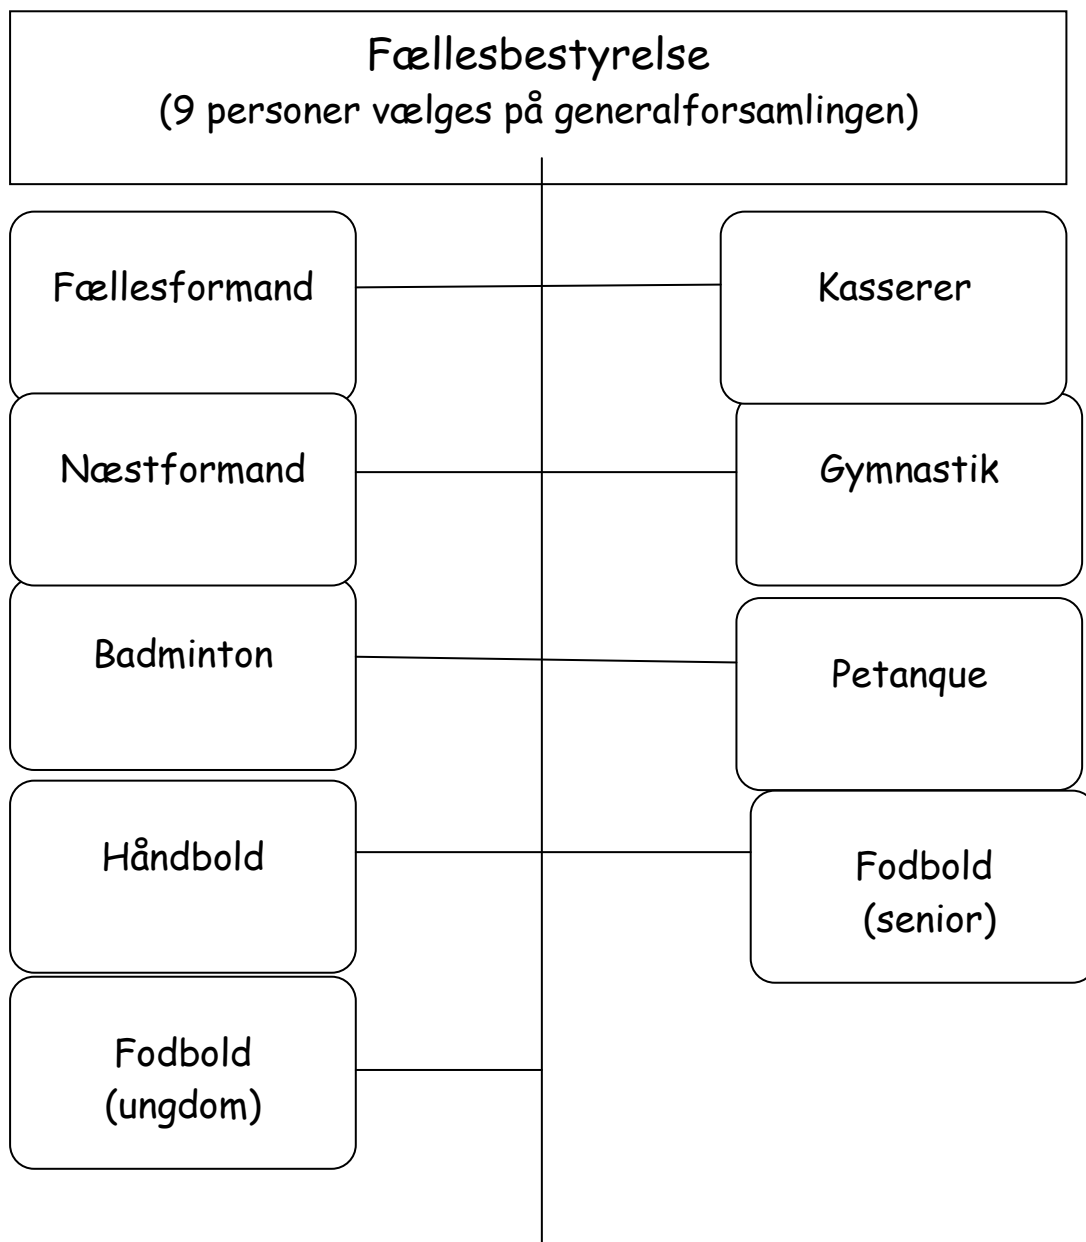 Fællesbestyrelse
(9 personer vælges på generalforsamlingen)
Fællesformand
Kasserer
Næstformand
Gymnastik
Badminton
Petanque
Håndbold
Fodbold
(senior)
Fodbold
(ungdom)